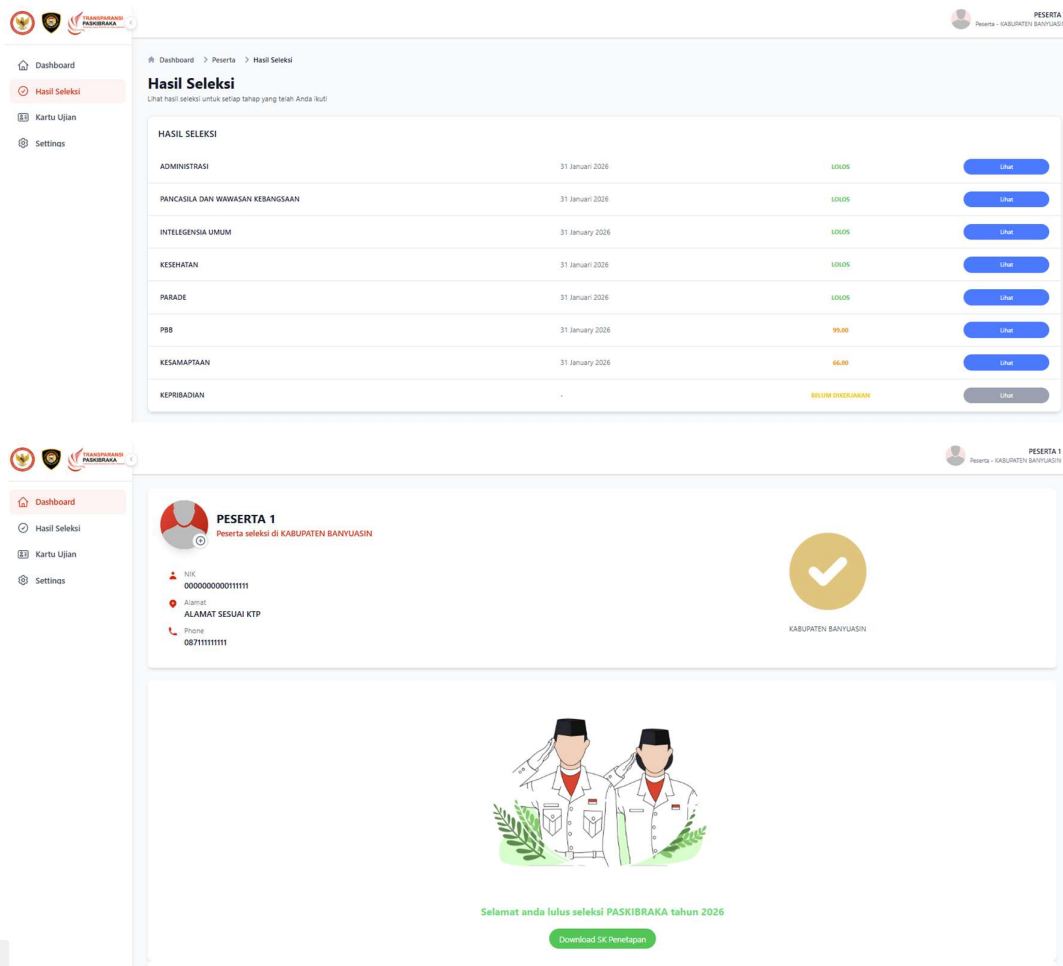 TRANSPARANSI
PASKIBRAKA
PESERTA
Peserta - KABUPATEN BANYUASIN
Dashboard
Hasil Seleksi
Kartu Ujian
Settings
Dashboard > Peserta > Hasil Seleksi
Hasil Seleksi
Lihat hasil seleksi untuk setiap tahap yang telah Anda ikuti
HASIL SELEKSI
ADMINISTRASI 31 Januari 2026 LOLOS Lihat
PANCASILA DAN WAWASAN KEBANGSAAN 31 Januari 2026 LOLOS Lihat
INTELEGENSIA UMUM 31 January 2026 LOLOS Lihat
KESEHATAN 31 Januari 2026 LOLOS Lihat
PARADE 31 Januari 2026 LOLOS Lihat
PBB 31 January 2026 99.00 Lihat
KESAMAPTAAN 31 January 2026 66.00 Lihat
KEPRIBADIAN - BELUM DIKERJAKAN Lihat
TRANSPARANSI
PASKIBRAKA
PESERTA 1
Peserta - KABUPATEN BANYUASIN
Dashboard
Hasil Seleksi
Kartu Ujian
Settings
PESERTA 1
Peserta seleksi di KABUPATEN BANYUASIN
NIK
0000000000111111
Alamat
ALAMAT SESUAI KTP
Phone
087111111111
KABUPATEN BANYUASIN
Selamat anda lulus seleksi PASKIBRAKA tahun 2026
Download SK Penetapan